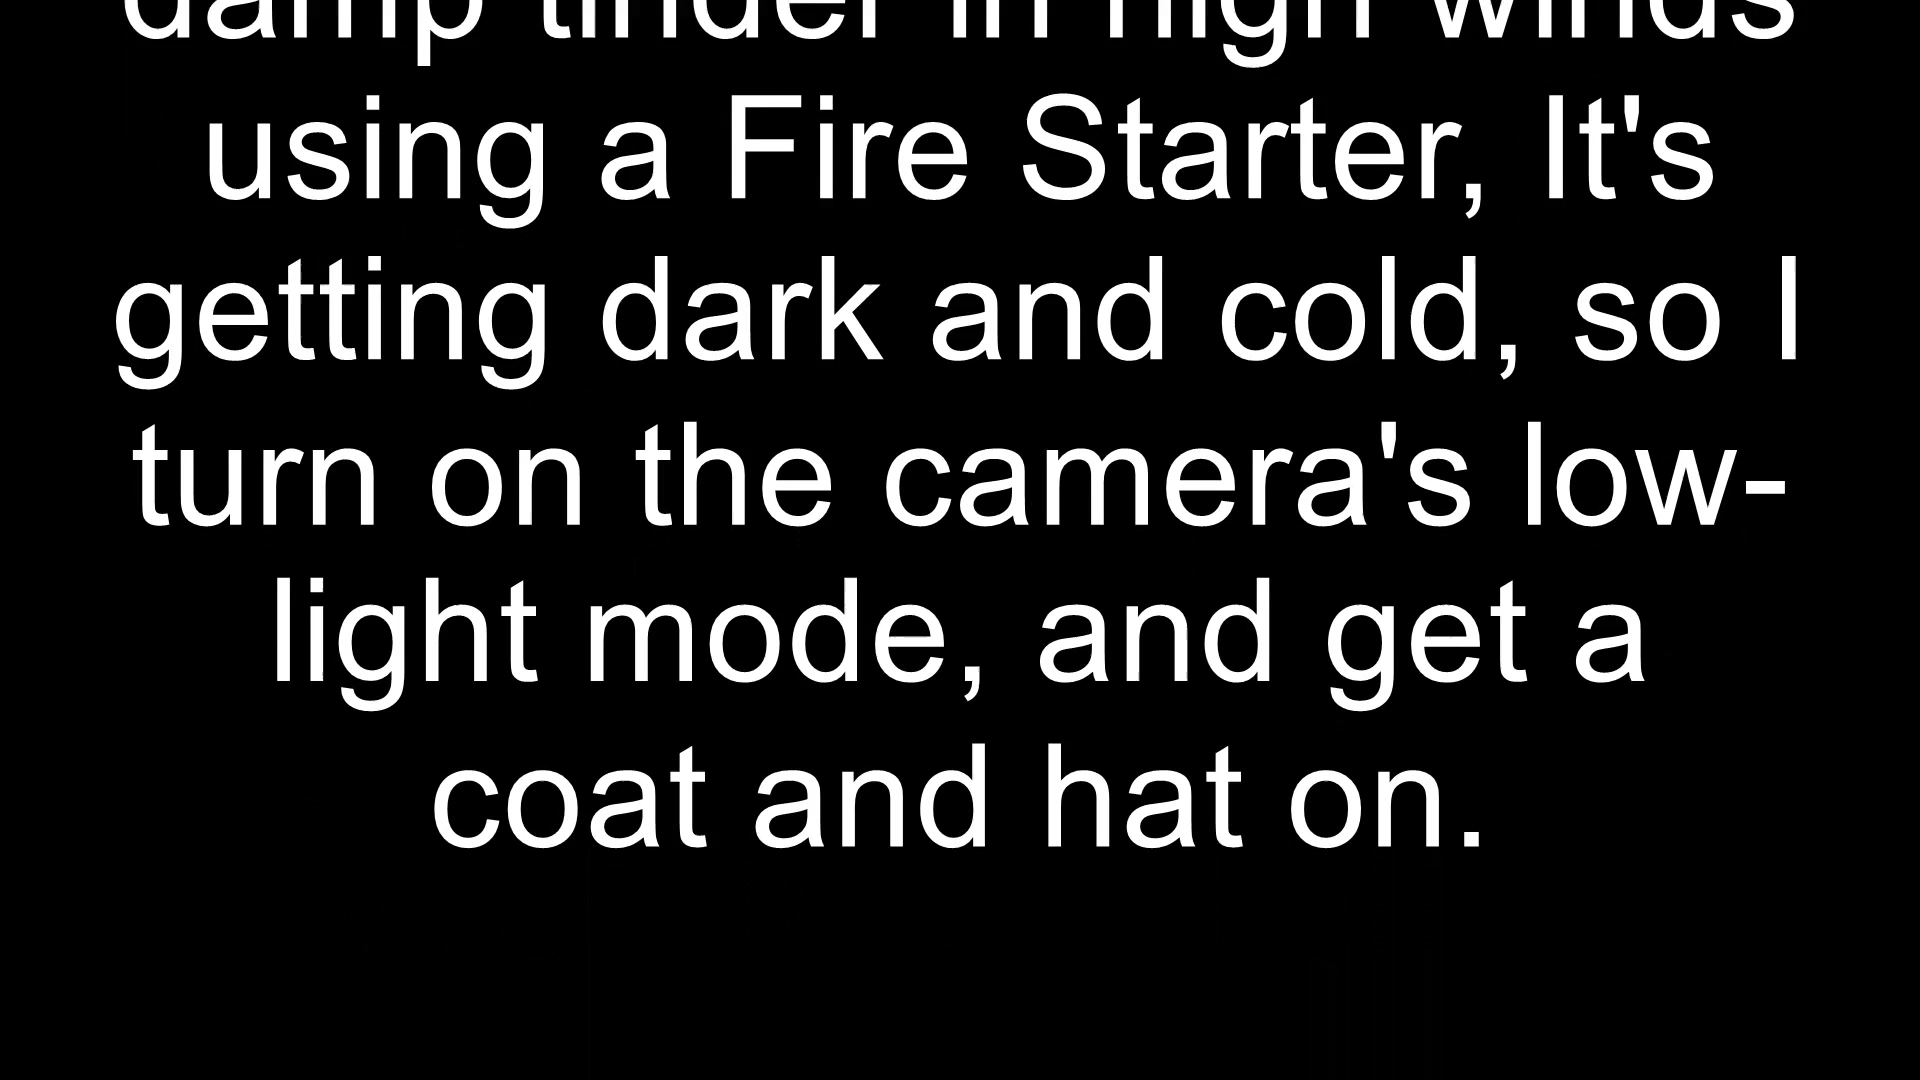 damp tinder in high winds
using a Fire Starter, It's
getting dark and cold, so I
turn on the camera's low-
light mode, and get a
coat and hat on.